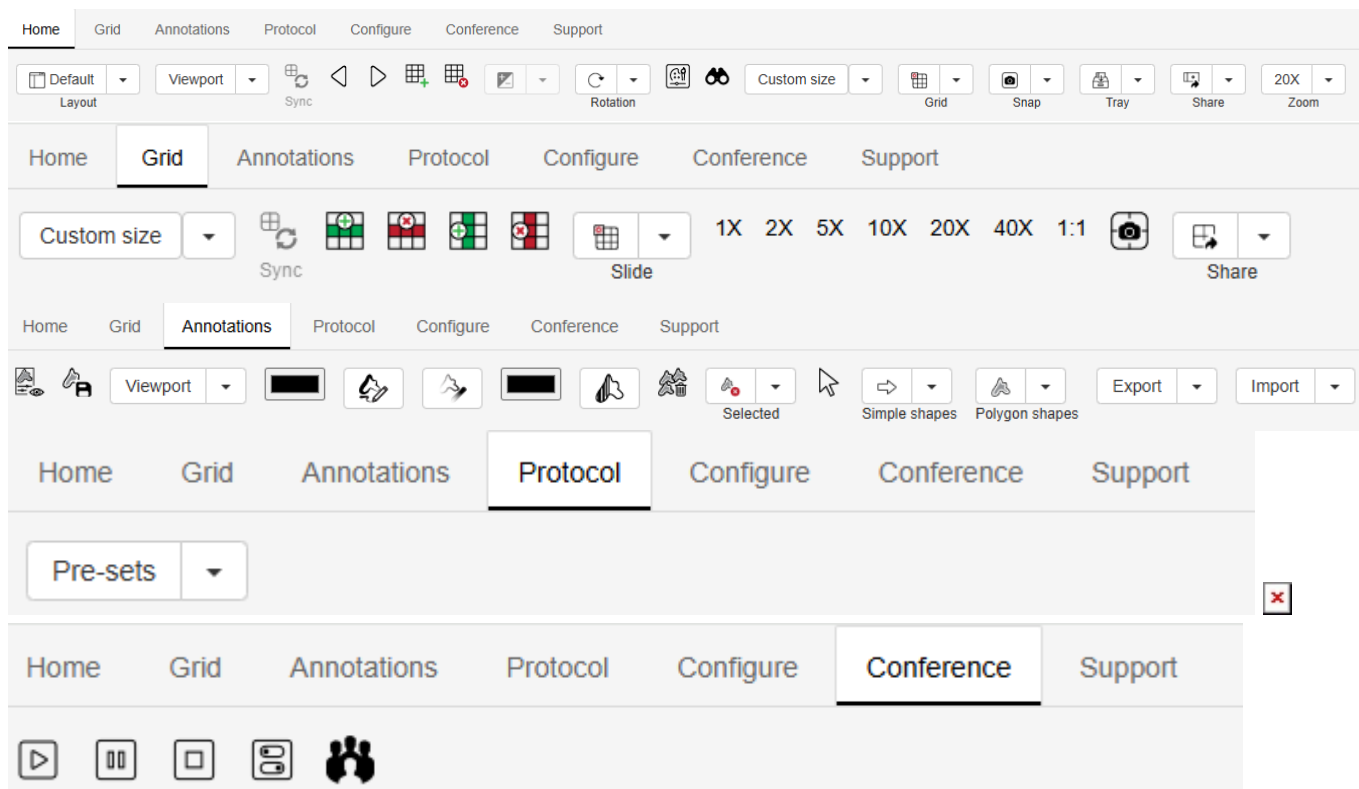 Home Grid Annotations Protocol Configure Conference Support
Default Viewport Custom size 20X
Layout Sync Rotation Grid Snap Tray Share Zoom
Home Grid Annotations Protocol Configure Conference Support
Custom size 1X 2X 5X 10X 20X 40X 1:1
Sync Slide Share
Home Grid Annotations Protocol Configure Conference Support
Viewport Export Import
Selected Simple shapes Polygon shapes
Home Grid Annotations Protocol Configure Conference Support
Pre-sets
Home Grid Annotations Protocol Configure Conference Support